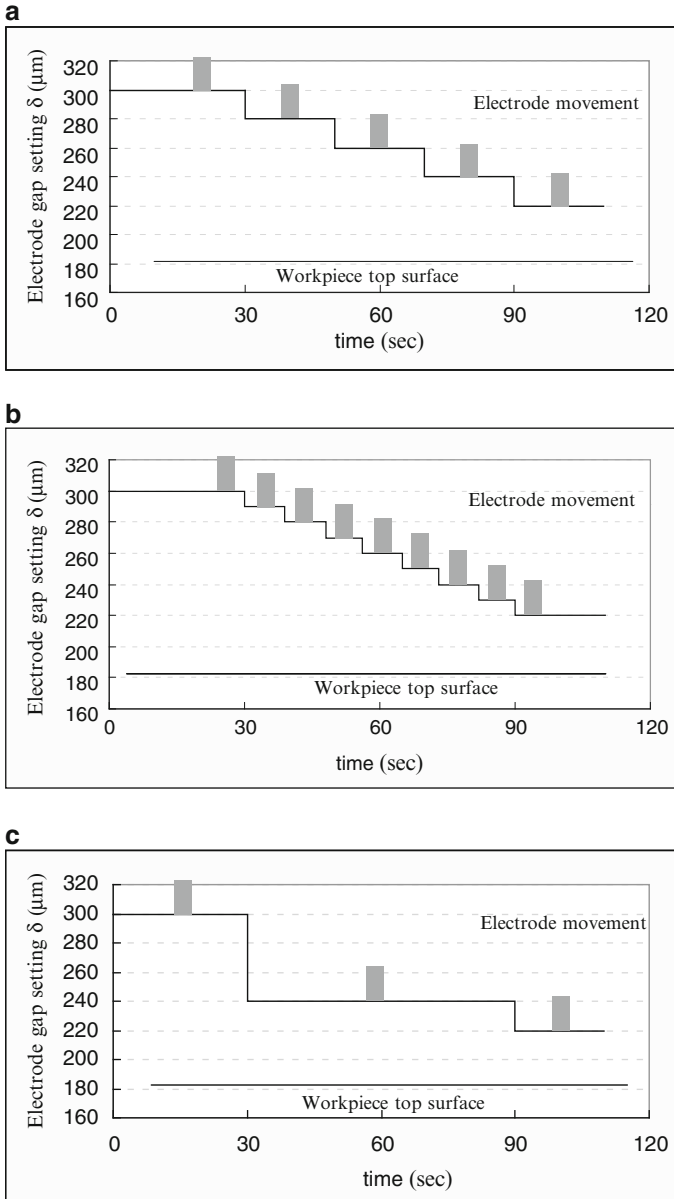 a
Electrode gap setting δ (μm)
320
300
280
260
240
220
200
180
160
Electrode movement
Workpiece top surface
0 30 60 90 120
time (sec)
b
Electrode gap setting δ (μm)
320
300
280
260
240
220
200
180
160
Electrode movement
Workpiece top surface
0 30 60 90 120
time (sec)
c
Electrode gap setting δ (μm)
320
300
280
260
240
220
200
180
160
Electrode movement
Workpiece top surface
0 30 60 90 120
time (sec)